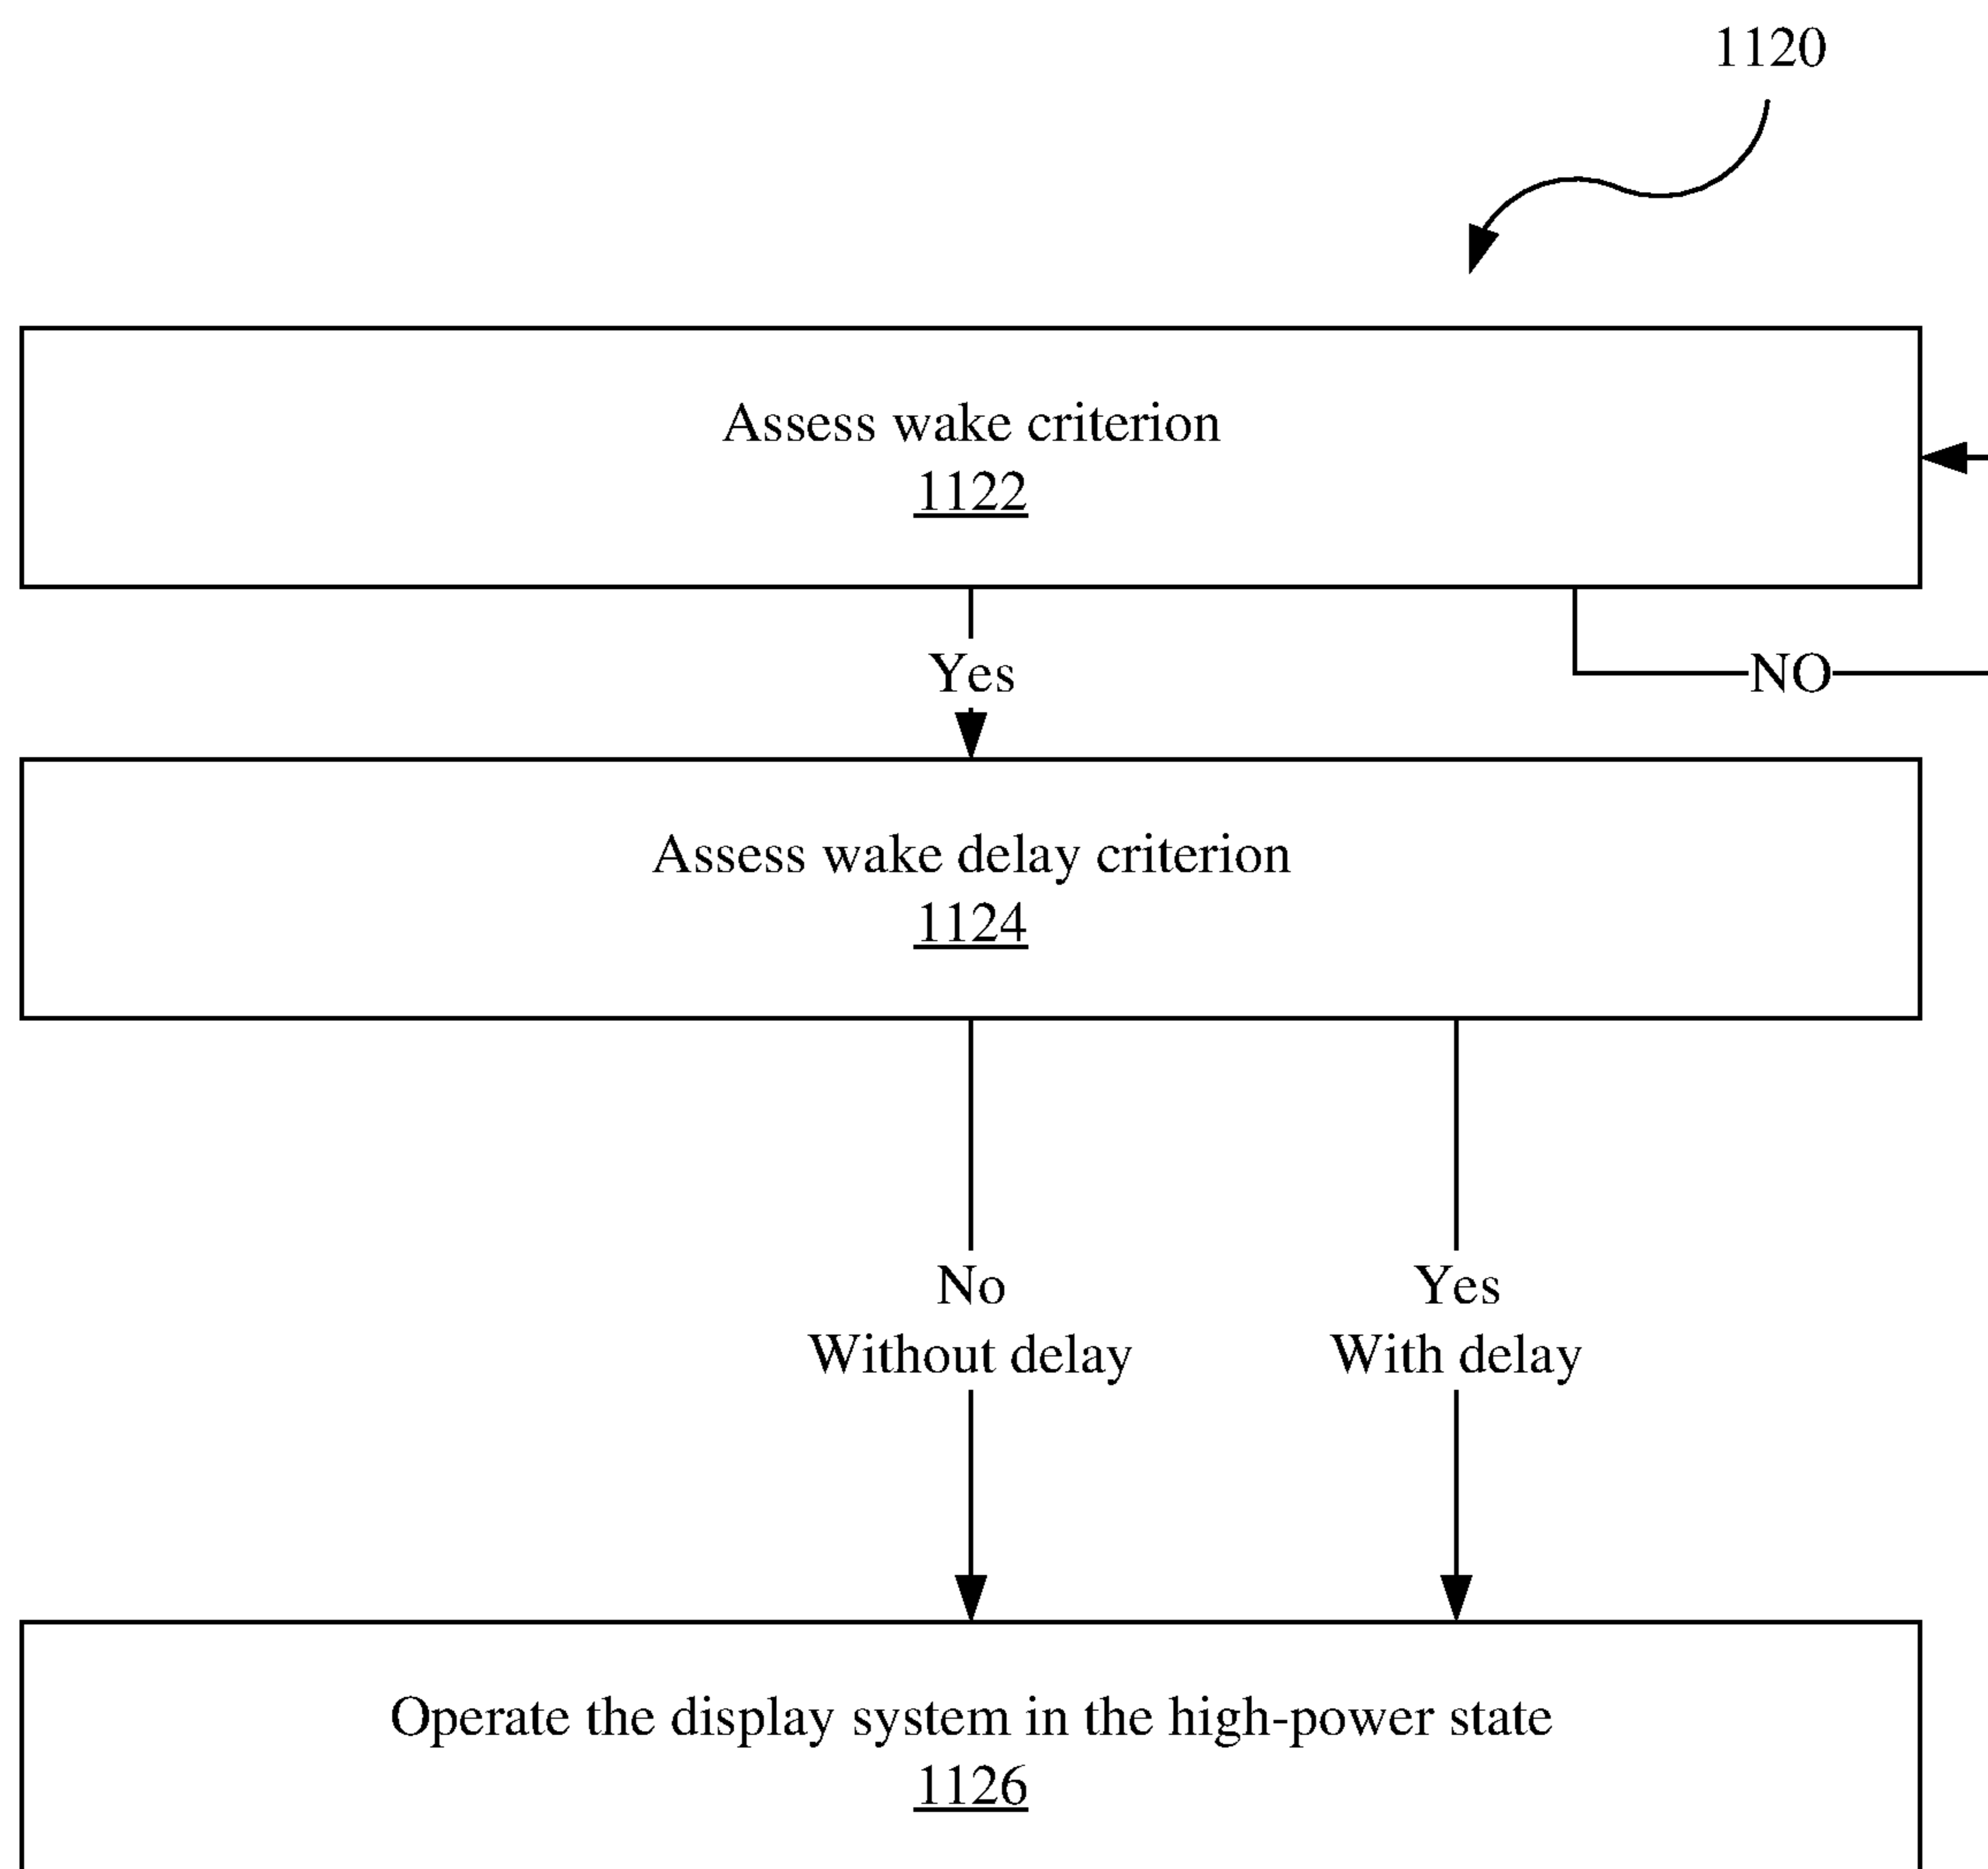 1120
Assess wake criterion
1122
Yes
NO
Assess wake delay criterion
1124
No
Without delay
Yes
With delay
Operate the display system in the high-power state
1126